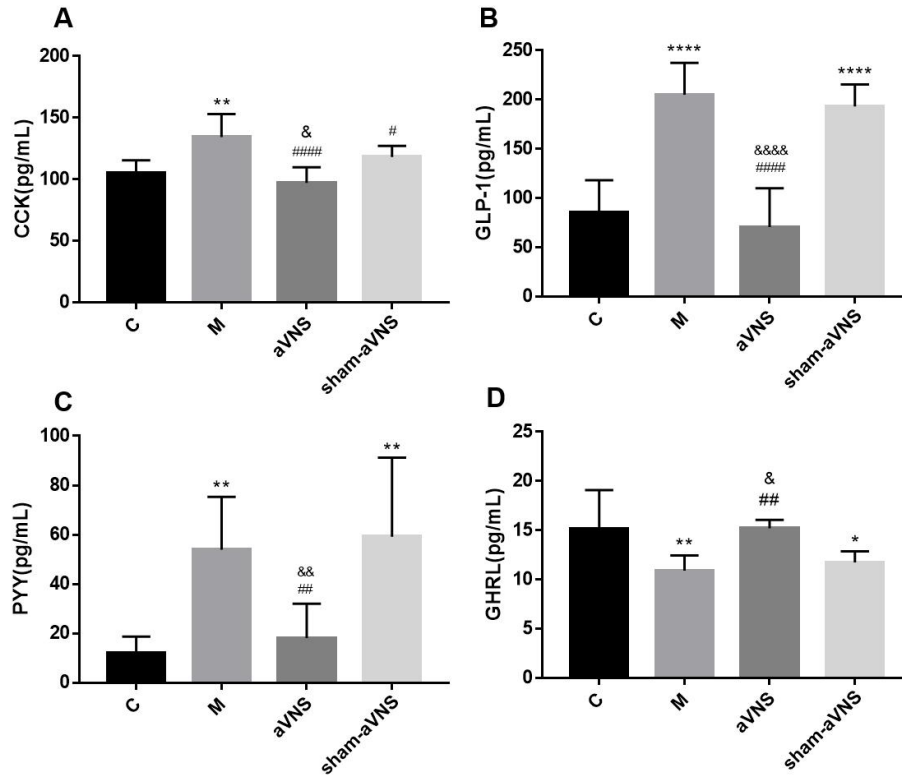 A
CCK(pg/mL)
200
150
100
50
0
**
&
####
#
C
M
aVNS
sham-aVNS
B
GLP-1(pg/mL)
250
200
150
100
50
0
****
&&&&
####
****
C
M
aVNS
sham-aVNS
C
PYY(pg/mL)
100
80
60
40
20
0
**
&&
##
**
C
M
aVNS
sham-aVNS
D
GHRL(pg/mL)
25
20
15
10
5
0
**
&
##
*
C
M
aVNS
sham-aVNS